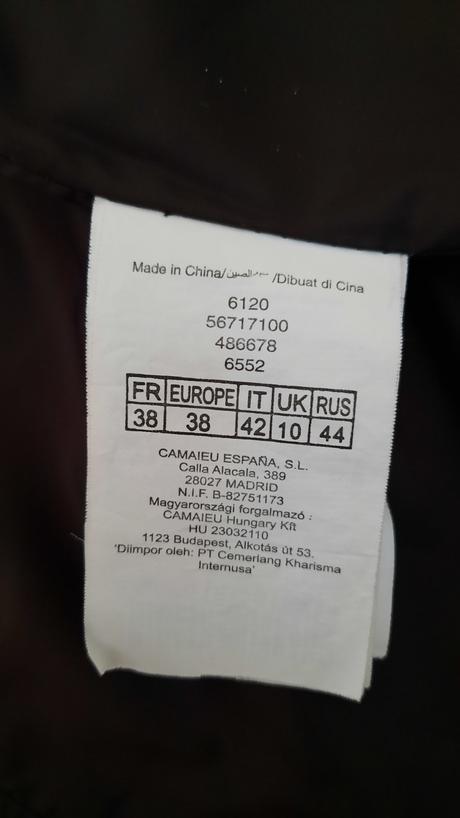 Made in China/صنع في الصين/Dibuat di Cina
6120
56717100
486678
6552
FR EUROPE IT UK RUS
38 38 42 10 44
CAMAIEU ESPAÑA, S.L.
Calla Alacala, 389
28027 MADRID
N.I.F. B-82751173
Magyarországi forgalmazó :
CAMAIEU Hungary Kft
HU 23032110
1123 Budapest, Alkotás út 53.
'Diimpor oleh: PT Cemerlang Kharisma
Internusa'